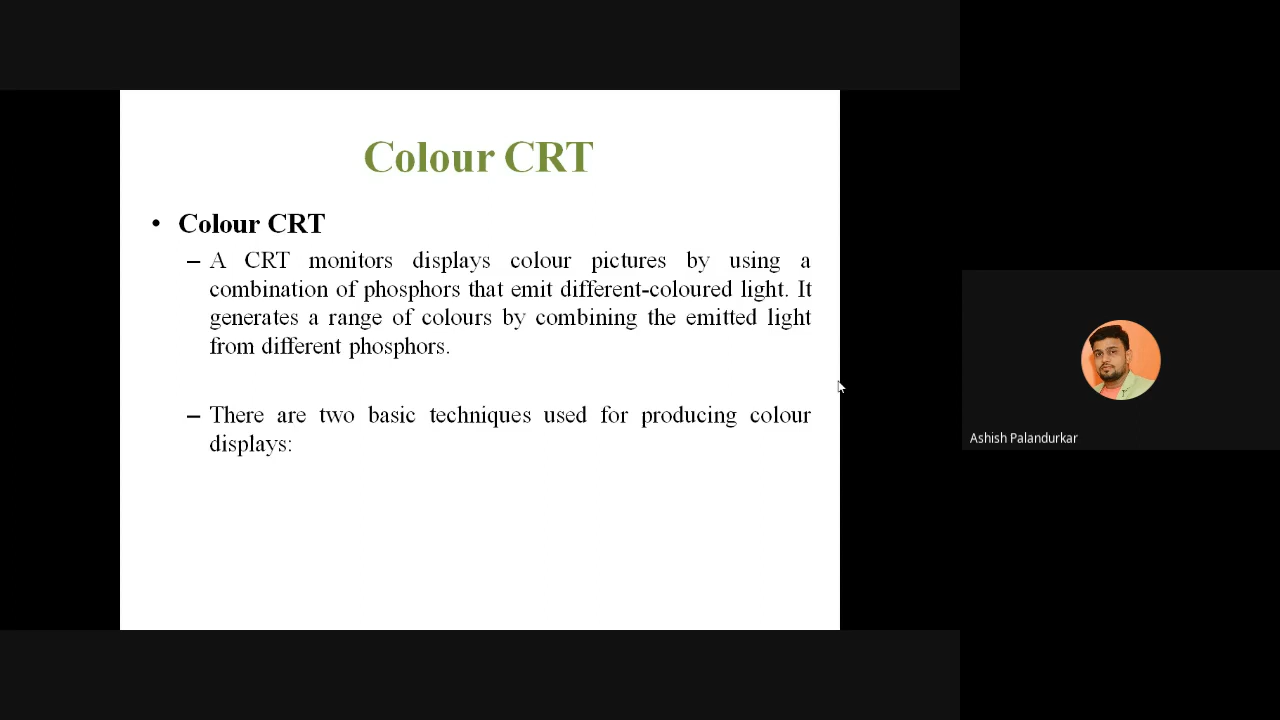 Colour CRT
• Colour CRT
– A CRT monitors displays colour pictures by using a
combination of phosphors that emit different-coloured light. It
generates a range of colours by combining the emitted light
from different phosphors.
– There are two basic techniques used for producing colour
displays:
Ashish Palandurkar